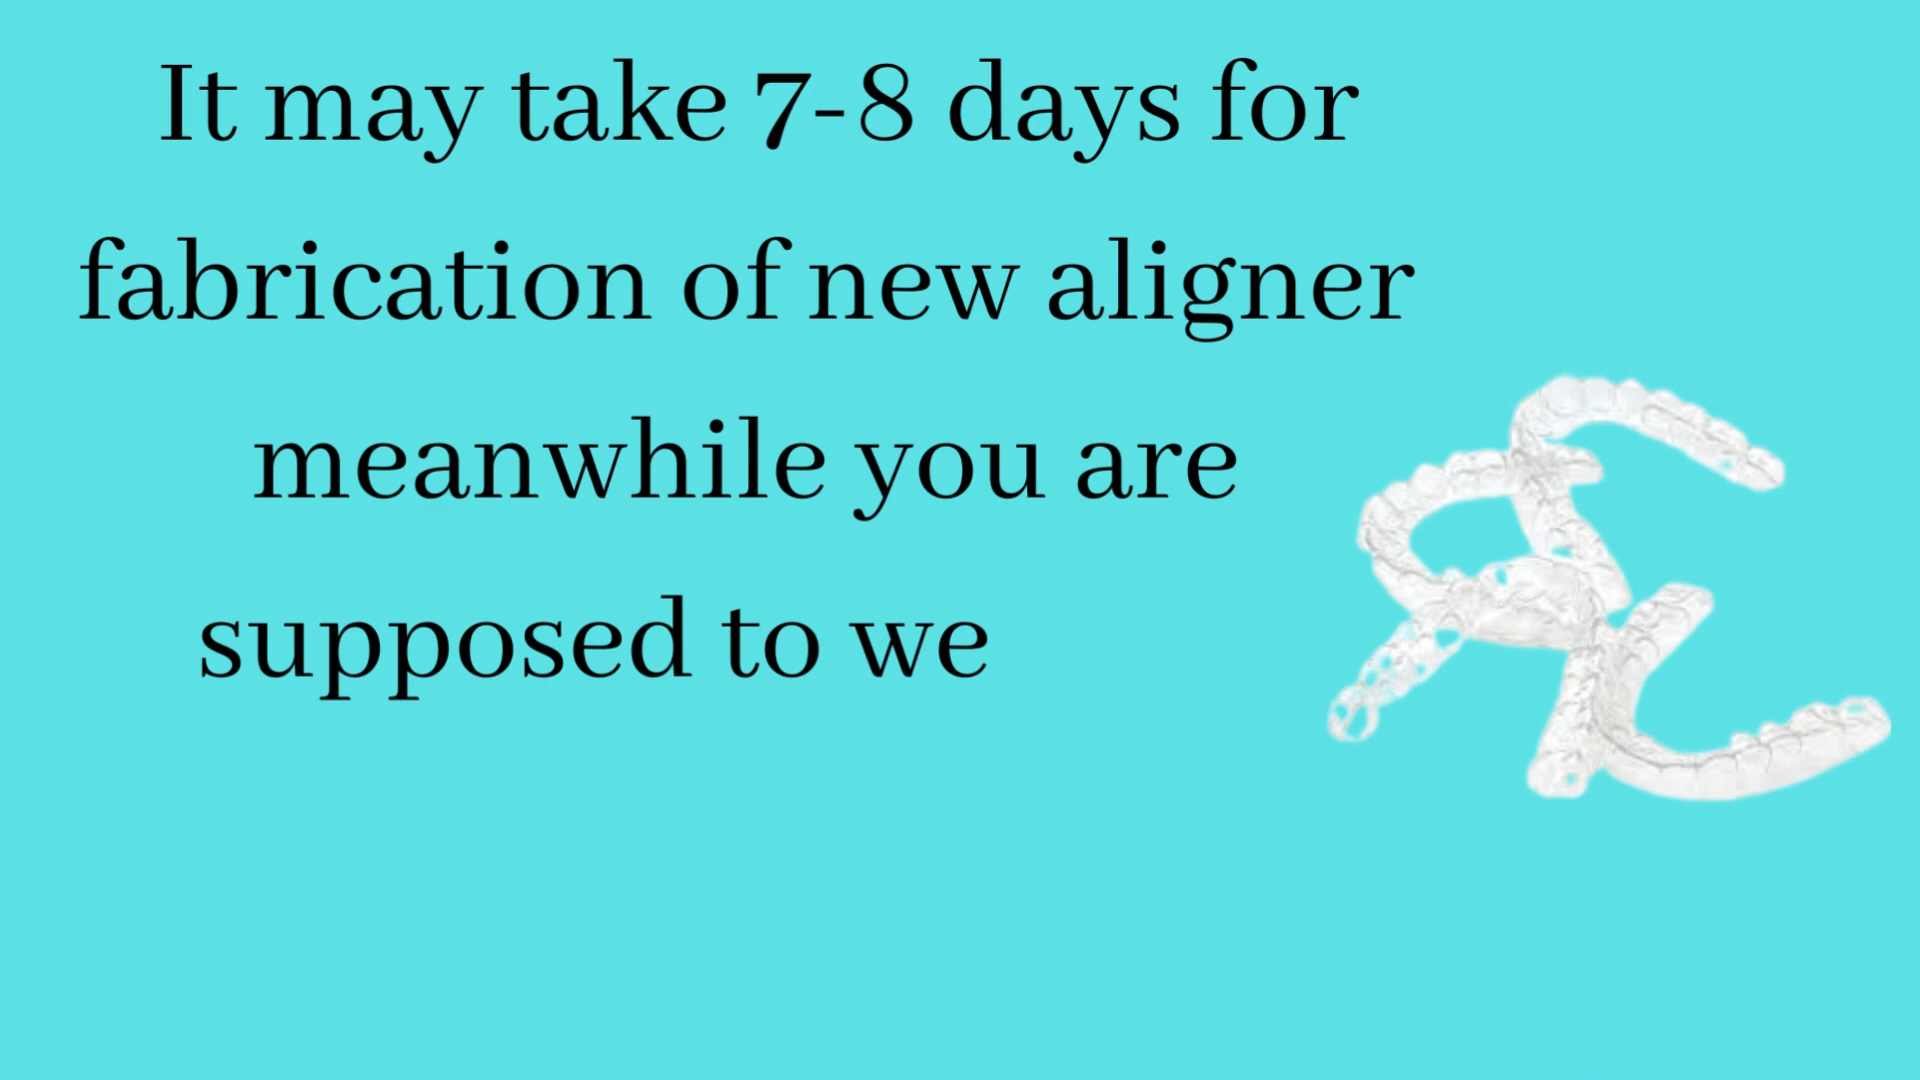 It may take 7-8 days for
fabrication of new aligner
meanwhile you are
supposed to we